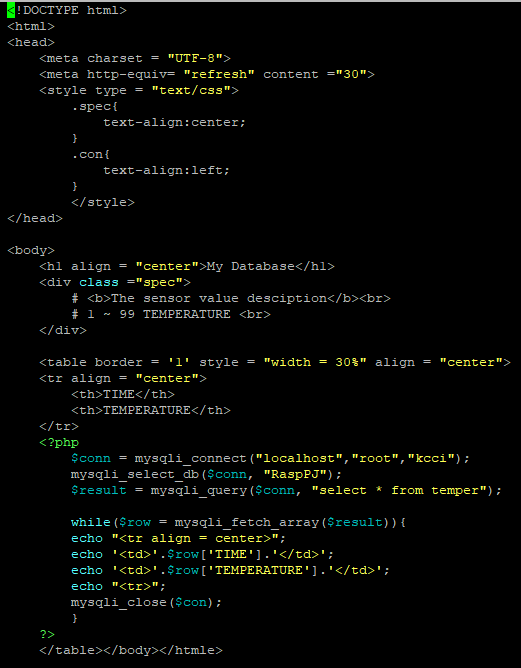 <!DOCTYPE html>
<html>
<head>
    <meta charset = "UTF-8">
    <meta http-equiv= "refresh" content ="30">
    <style type = "text/css">
        .spec{
            text-align:center;
        }
        .con{
            text-align:left;
        }
        </style>
</head>

<body>
    <h1 align = "center">My Database</h1>
    <div class ="spec">
        # <b>The sensor value desciption</b><br>
        # 1 ~ 99 TEMPERATURE <br>
    </div>

    <table border = '1' style = "width = 30%" align = "center">
    <tr align = "center">
        <th>TIME</th>
        <th>TEMPERATURE</th>
    </tr>
    <?php
        $conn = mysqli_connect("localhost","root","kcci");
        mysqli_select_db($conn, "RaspPJ");
        $result = mysqli_query($conn, "select * from temper");

        while($row = mysqli_fetch_array($result)){
        echo "<tr align = center>";
        echo '<td>'.$row['TIME'].'</td>';
        echo '<td>'.$row['TEMPERATURE'].'</td>';
        echo "<tr>";
        mysqli_close($con);
        }
    ?>
    </table></body></htmle>